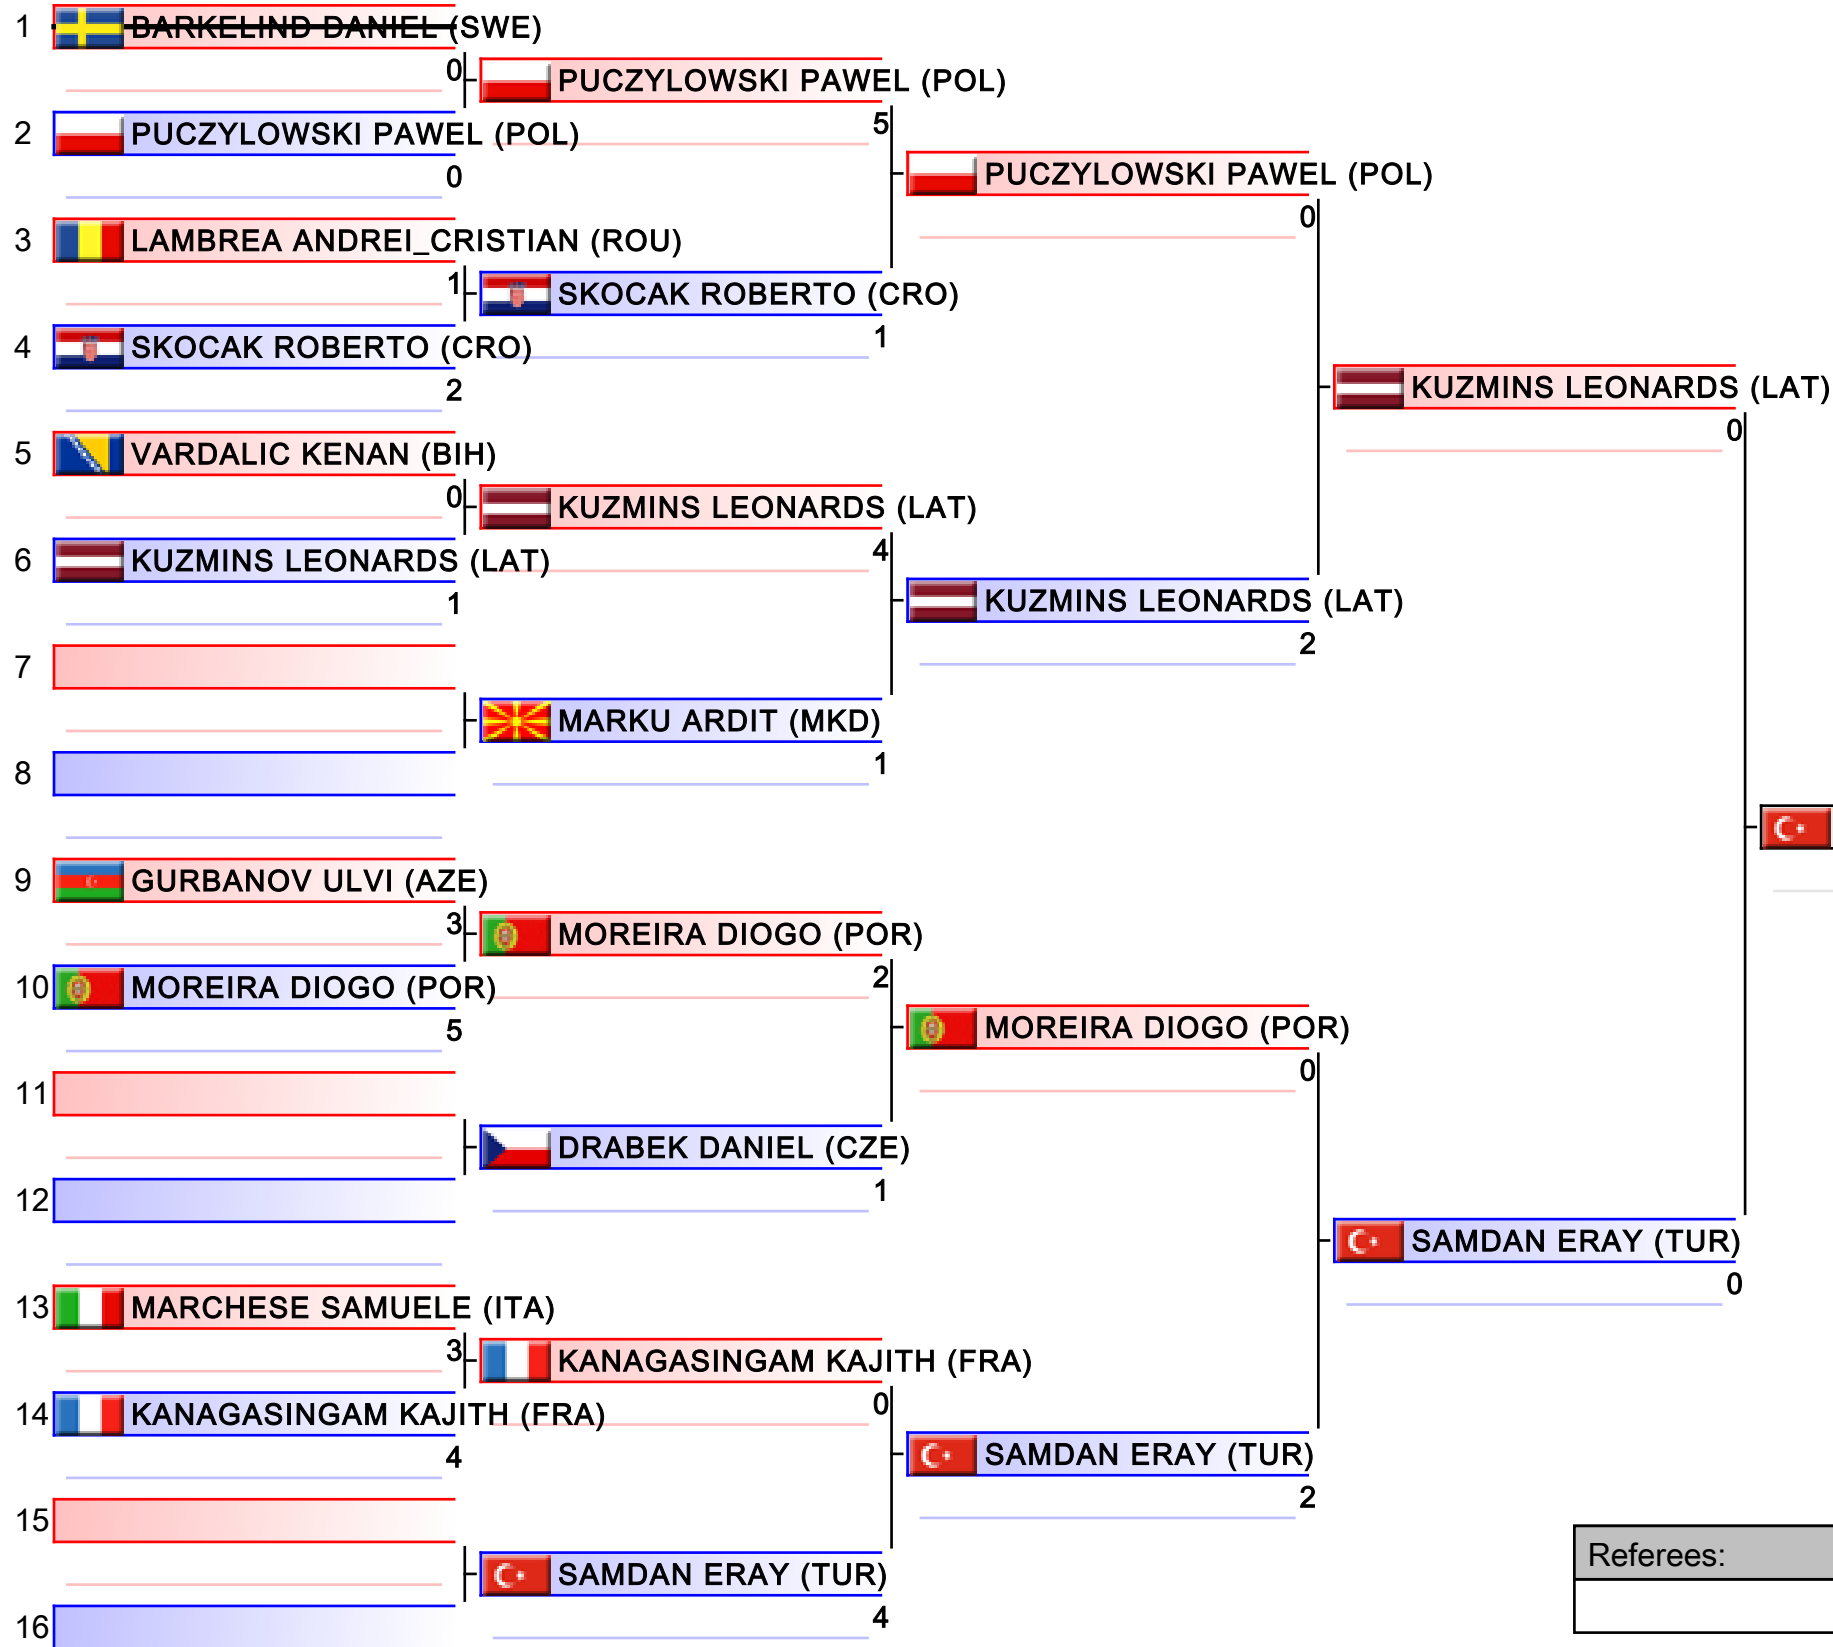 1 BARKELIND DANIEL (SWE)
0
PUCZYLOWSKI PAWEL (POL)
5
2 PUCZYLOWSKI PAWEL (POL)
0
PUCZYLOWSKI PAWEL (POL)
0
3 LAMBREA ANDREI_CRISTIAN (ROU)
1
SKOCAK ROBERTO (CRO)
1
4 SKOCAK ROBERTO (CRO)
2
KUZMINS LEONARDS (LAT)
0
5 VARDALIC KENAN (BIH)
0
KUZMINS LEONARDS (LAT)
4
6 KUZMINS LEONARDS (LAT)
1
KUZMINS LEONARDS (LAT)
2
7
MARKU ARDIT (MKD)
1
8
9 GURBANOV ULVI (AZE)
3
MOREIRA DIOGO (POR)
2
10 MOREIRA DIOGO (POR)
5
MOREIRA DIOGO (POR)
0
11
DRABEK DANIEL (CZE)
1
12
SAMDAN ERAY (TUR)
0
13 MARCHESE SAMUELE (ITA)
3
KANAGASINGAM KAJITH (FRA)
0
14 KANAGASINGAM KAJITH (FRA)
4
SAMDAN ERAY (TUR)
2
15
SAMDAN ERAY (TUR)
4
16
Referees: